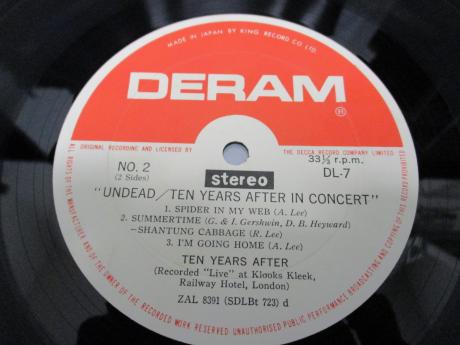 MADE IN JAPAN BY KING RECORD CO LTD.
DERAM
®
ORIGINAL RECORDING AND LICENSED BY THE DECCA RECORD COMPANY LIMITED.
NO. 2
(2 Sides)
stereo
33⅓ r.p.m.
DL-7
"UNDEAD/TEN YEARS AFTER IN CONCERT"
1. SPIDER IN MY WEB (A. Lee)
2. SUMMERTIME (G. & I. Gershwin, D. B. Heyward)
-SHANTUNG CABBAGE (R. Lee)
3. I'M GOING HOME (A. Lee)
TEN YEARS AFTER
(Recorded "Live" at Klooks Kleek,
Railway Hotel, London)
ZAL 8391 (SDLBt 723) d
ALL RIGHTS OF THE MANUFACTURER AND OF THE OWNER OF THE RECORDED WORK RESERVED UNAUTHORISED PUBLIC PERFORMANCE BROADCASTING AND COPYING OF THIS RECORD PROHIBITED